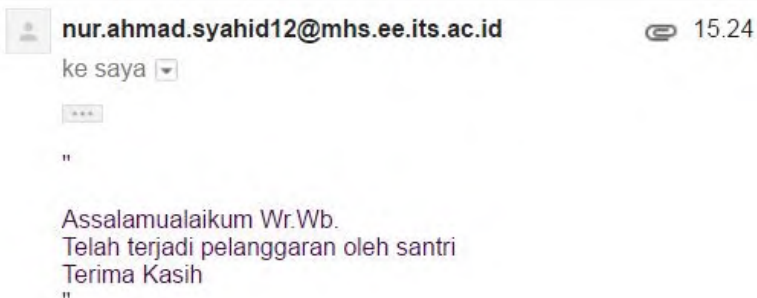 nur.ahmad.syahid12@mhs.ee.its.ac.id 15.24
ke saya
...
"
Assalamualaikum Wr.Wb.
Telah terjadi pelanggaran oleh santri
Terima Kasih
"